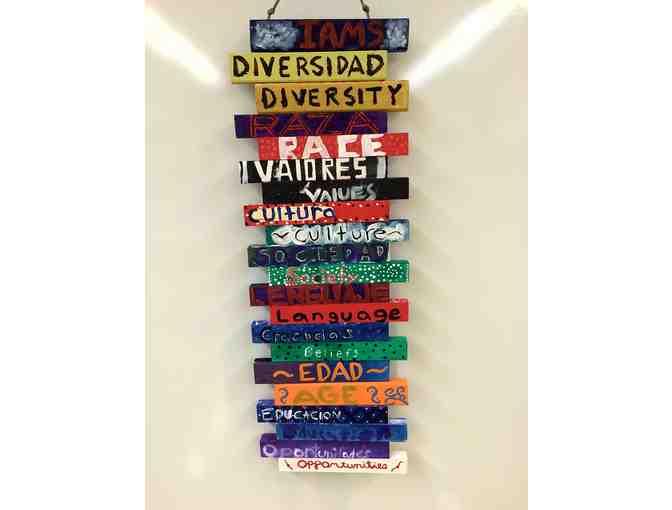 IAMS
DIVERSIDAD
DIVERSITY
RAZA
RACE
VAlORES
VALUES
Cultura
Culture
SOCIEDAD
Society
LENGUAJE
Language
Beliefs
EDAD
AGE
EDUCACION
Oportunidades
Opportunities